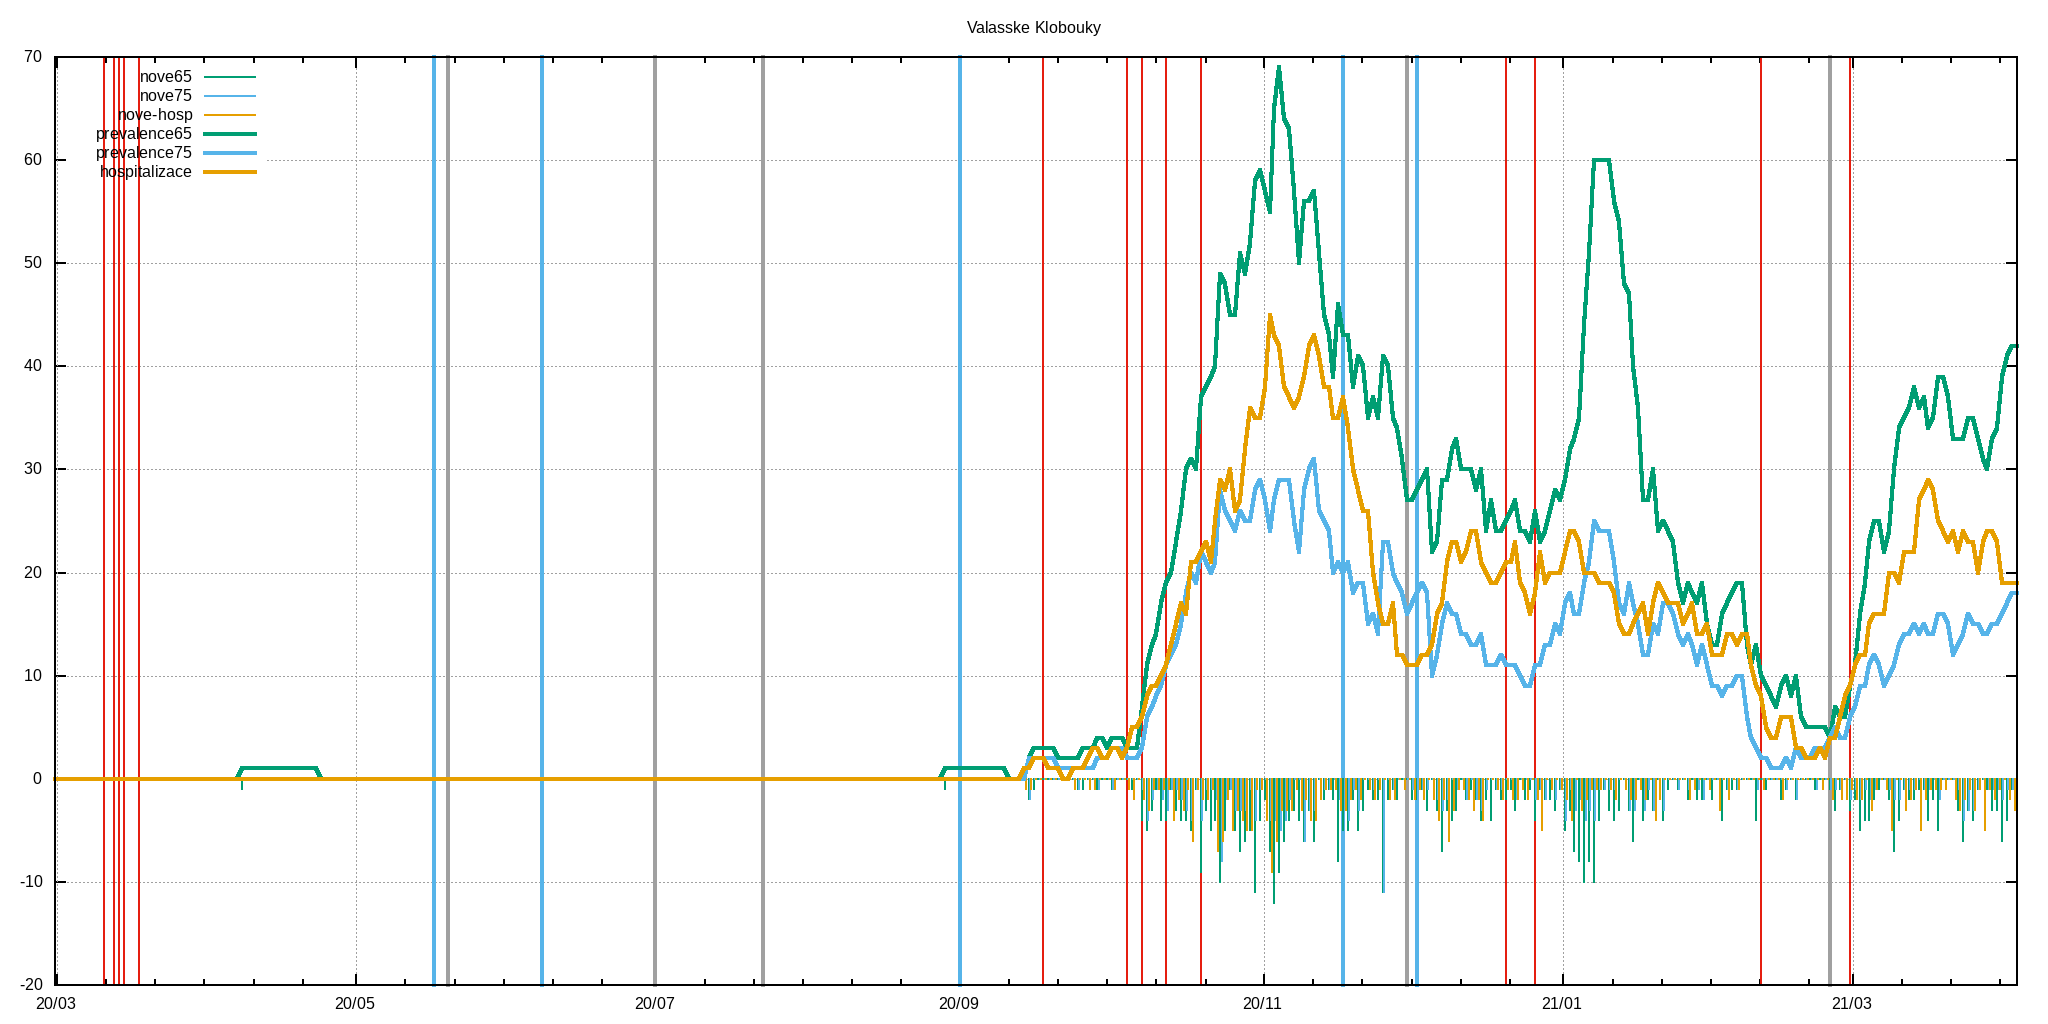 Valasske Klobouky
70
60
50
40
30
20
10
0
-10
-20
nove65
nove75
nove-hosp
prevalence65
prevalence75
hospitalizace
20/03 20/05 20/07 20/09 20/11 21/01 21/03